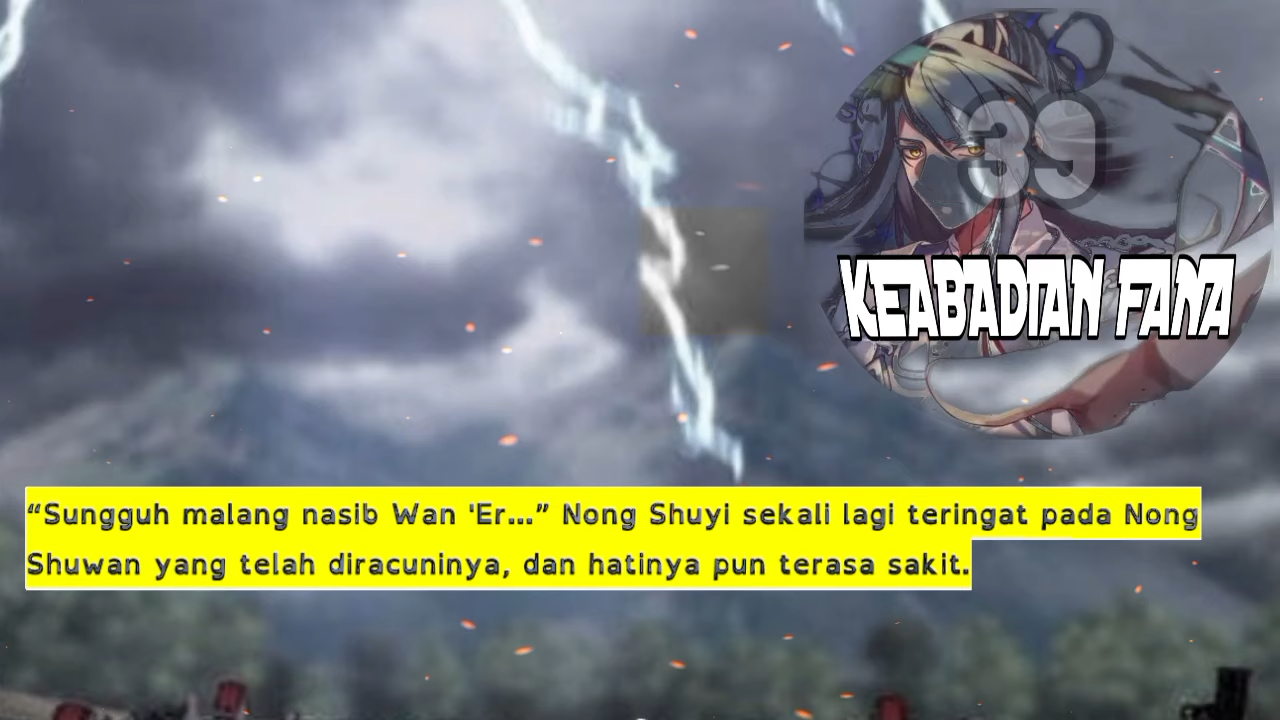 39
KEABADIAN FANA
“Sungguh malang nasib Wan 'Er...” Nong Shuyi sekali lagi teringat pada Nong
Shuwan yang telah diracuninya, dan hatinya pun terasa sakit.